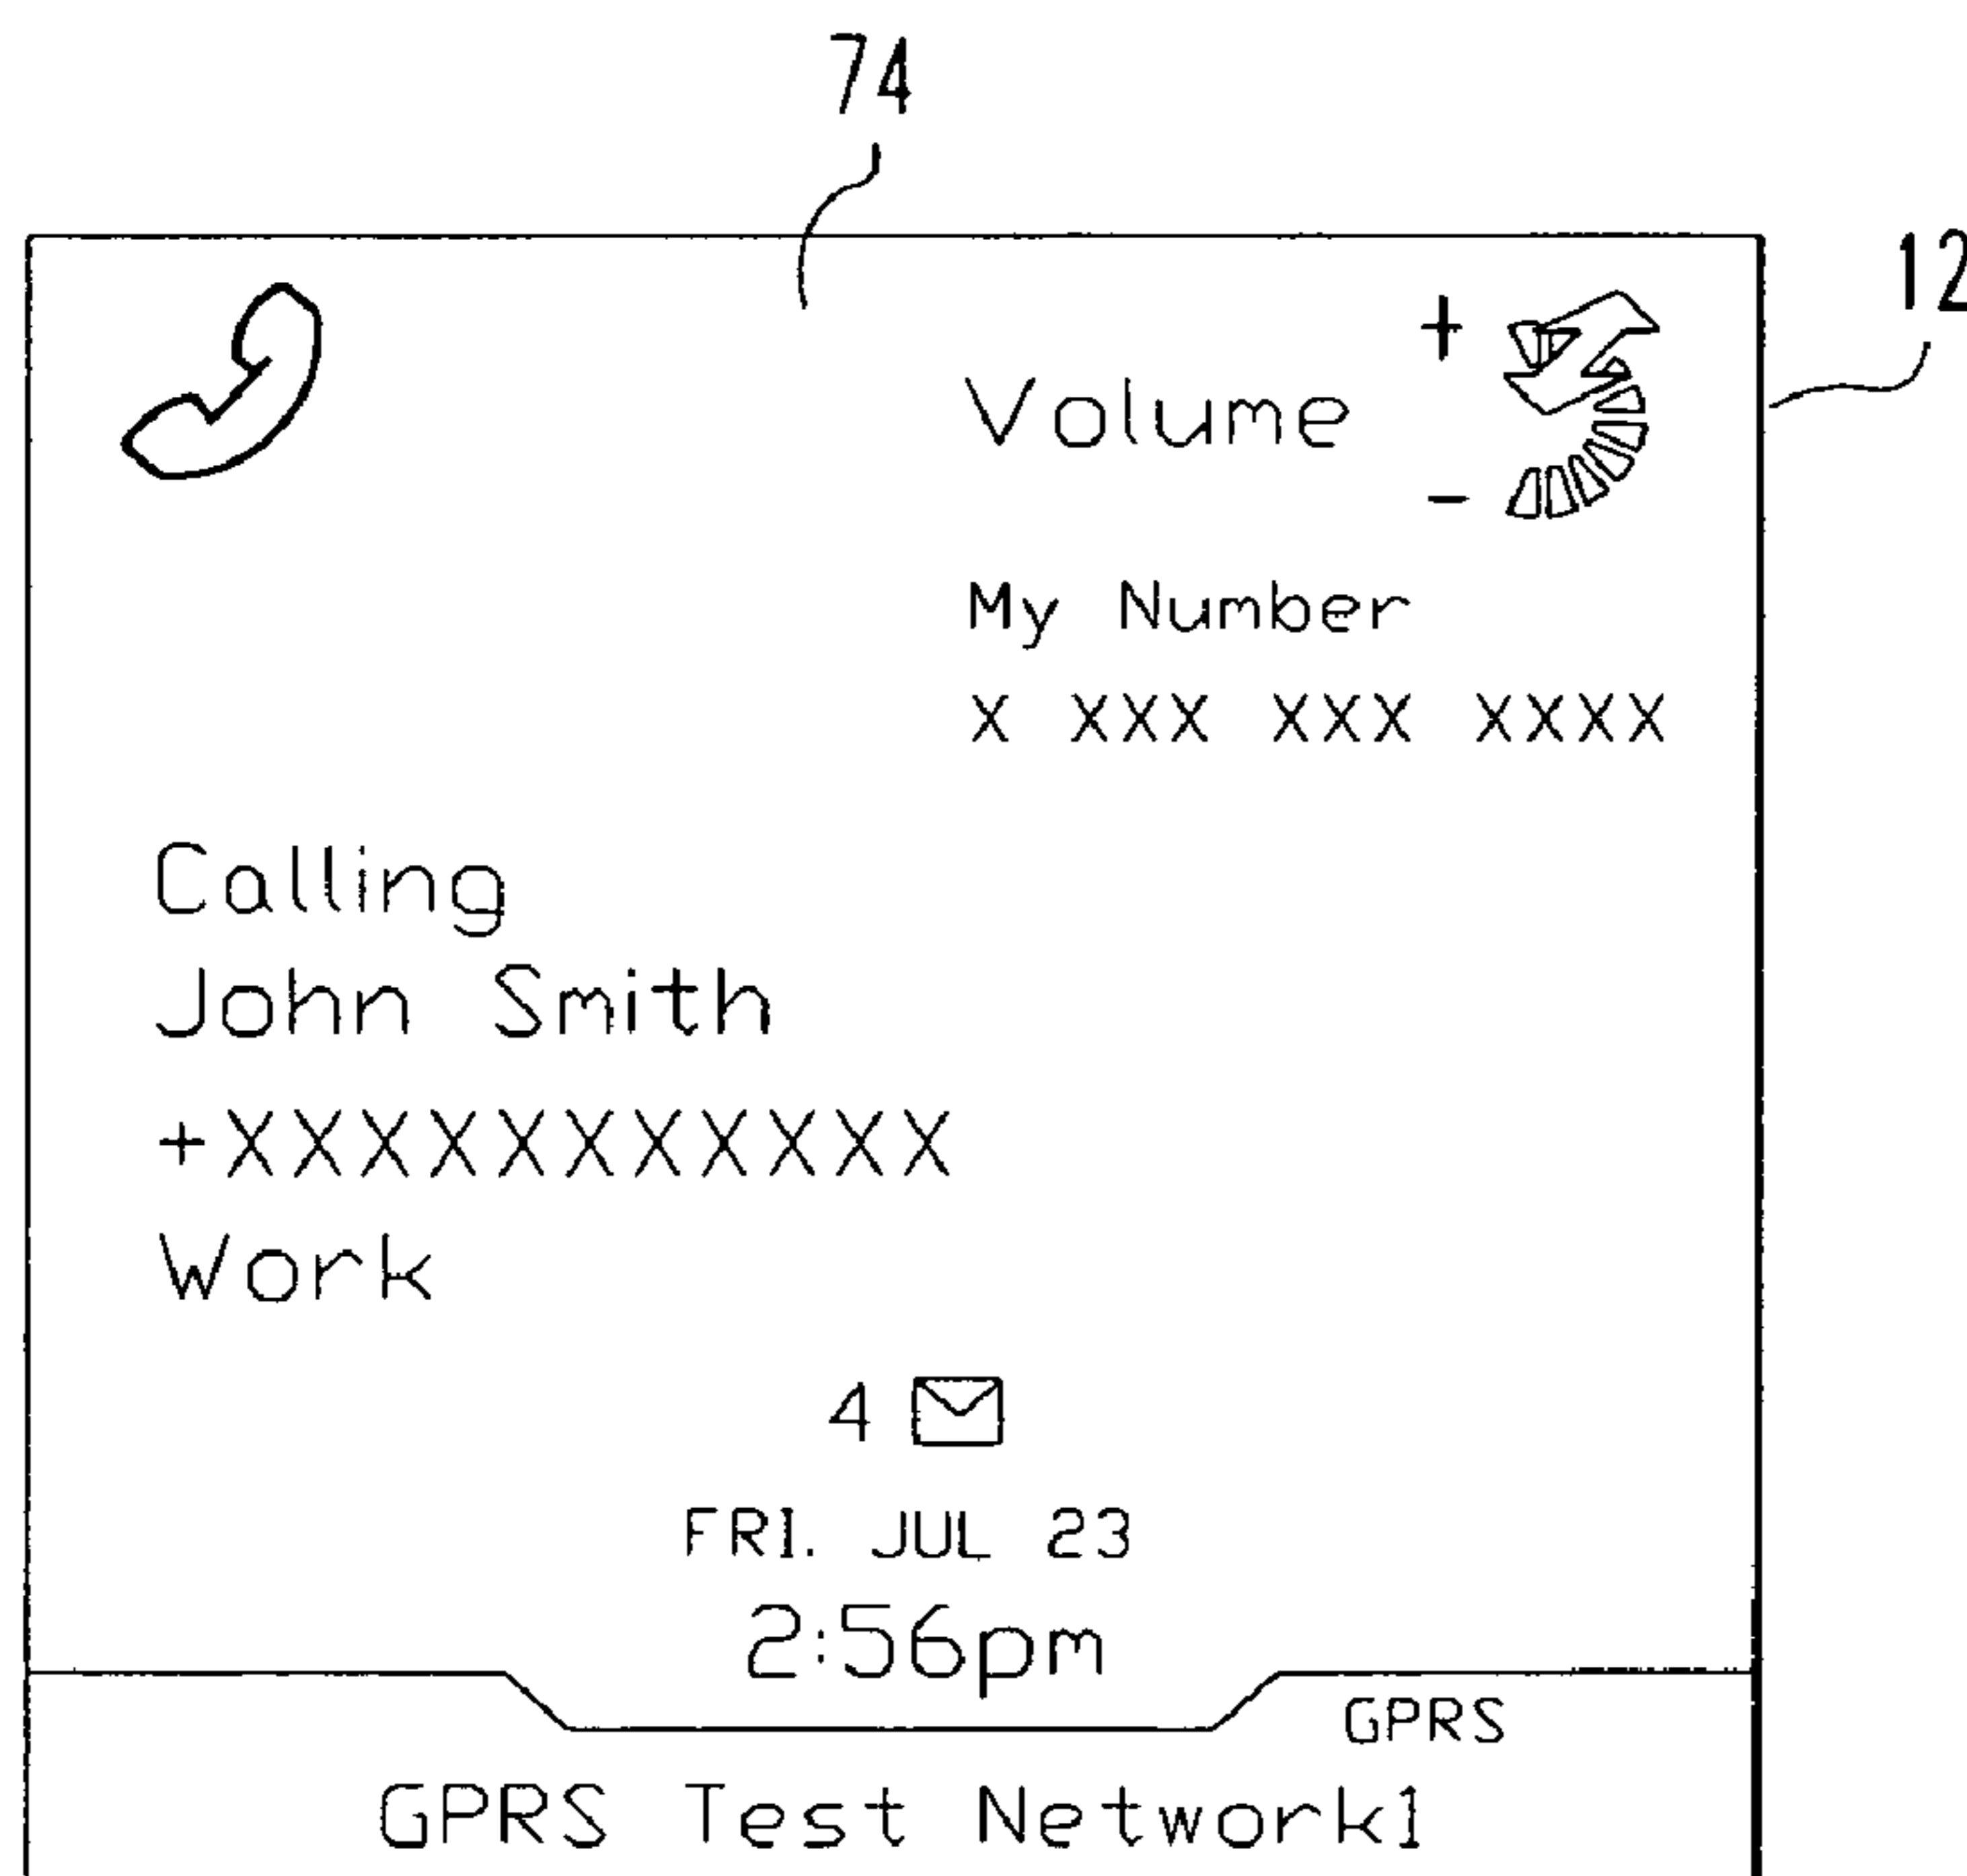 74
12
+
Volume
-
My Number
X XXX XXX XXXX
Calling
John Smith
+XXXXXXXXXXX
Work
4
FRI. JUL 23
2:56pm
GPRS
GPRS Test Network1